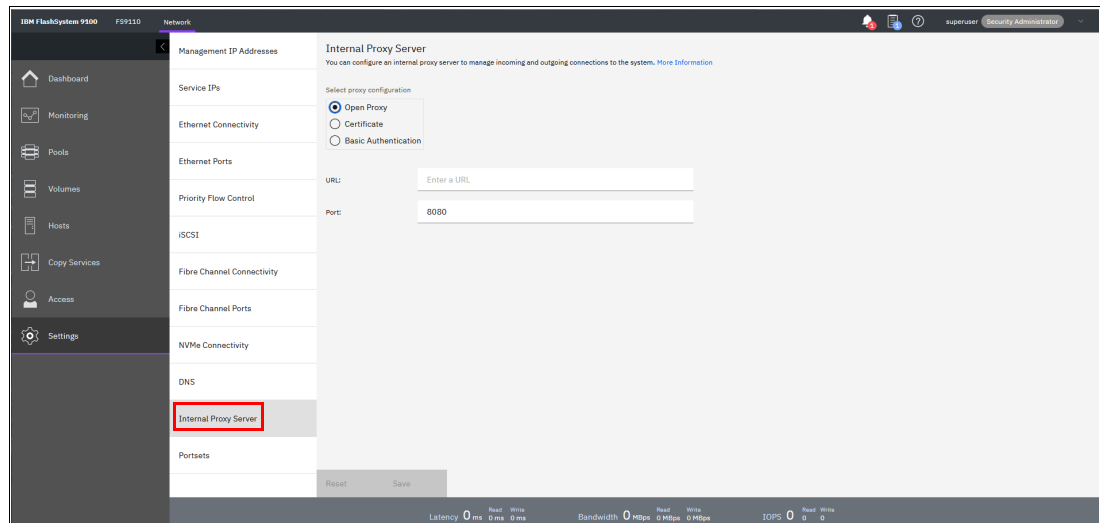 IBM FlashSystem 9100 FS9110 Network
superuser Security Administrator
Dashboard
Monitoring
Pools
Volumes
Hosts
Copy Services
Access
Settings
Management IP Addresses
Service IPs
Ethernet Connectivity
Ethernet Ports
Priority Flow Control
iSCSI
Fibre Channel Connectivity
Fibre Channel Ports
NVMe Connectivity
DNS
Internal Proxy Server
Portsets
Internal Proxy Server
You can configure an internal proxy server to manage incoming and outgoing connections to the system. More Information
Select proxy configuration
Open Proxy
Certificate
Basic Authentication
URL: Enter a URL
Port: 8080
Reset Save
Latency 0 ms Read 0 ms Write 0 ms Bandwidth 0 MBps Read 0 MBps Write 0 MBps IOPS 0 Read 0 Write 0